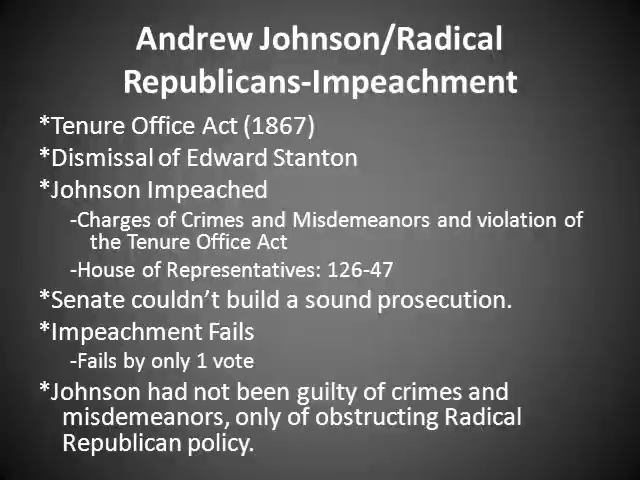 Andrew Johnson/Radical
Republicans-Impeachment
*Tenure Office Act (1867)
*Dismissal of Edward Stanton
*Johnson Impeached
-Charges of Crimes and Misdemeanors and violation of
the Tenure Office Act
-House of Representatives: 126-47
*Senate couldn't build a sound prosecution.
*Impeachment Fails
-Fails by only 1 vote
*Johnson had not been guilty of crimes and
misdemeanors, only of obstructing Radical
Republican policy.